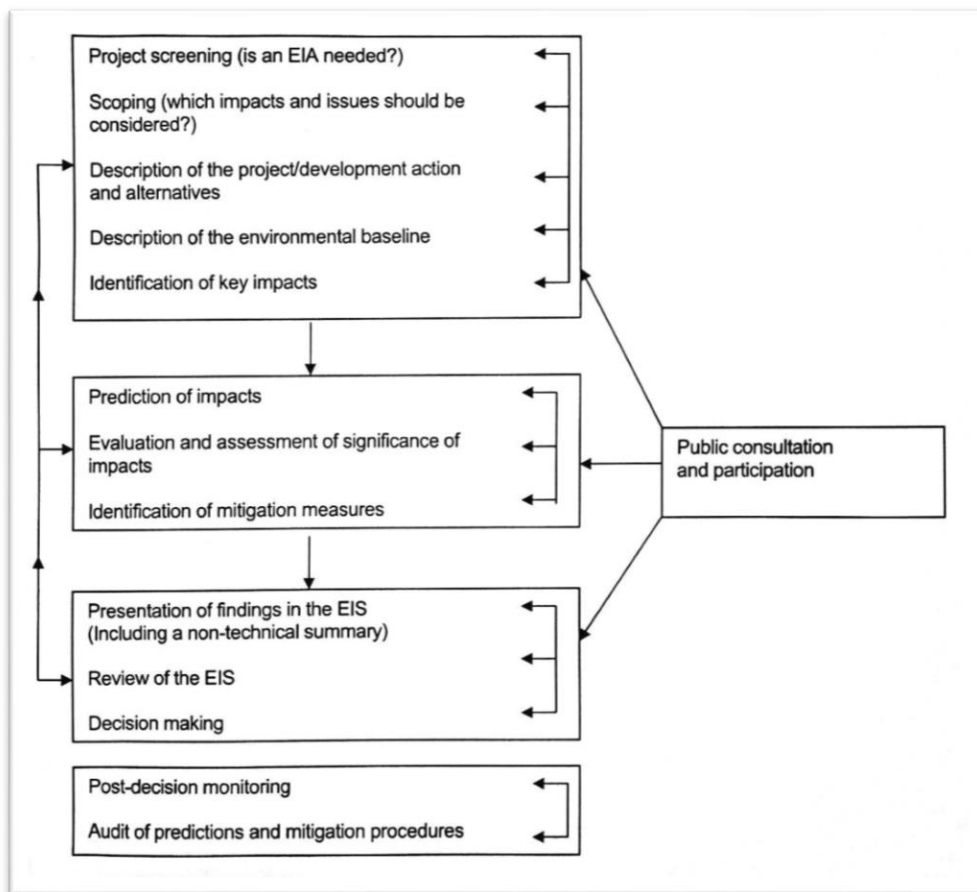 Project screening (is an EIA needed?)
Scoping (which impacts and issues should be
considered?)
Description of the project/development action
and alternatives
Description of the environmental baseline
Identification of key impacts
Prediction of impacts
Evaluation and assessment of significance of
impacts
Identification of mitigation measures
Public consultation
and participation
Presentation of findings in the EIS
(Including a non-technical summary)
Review of the EIS
Decision making
Post-decision monitoring
Audit of predictions and mitigation procedures